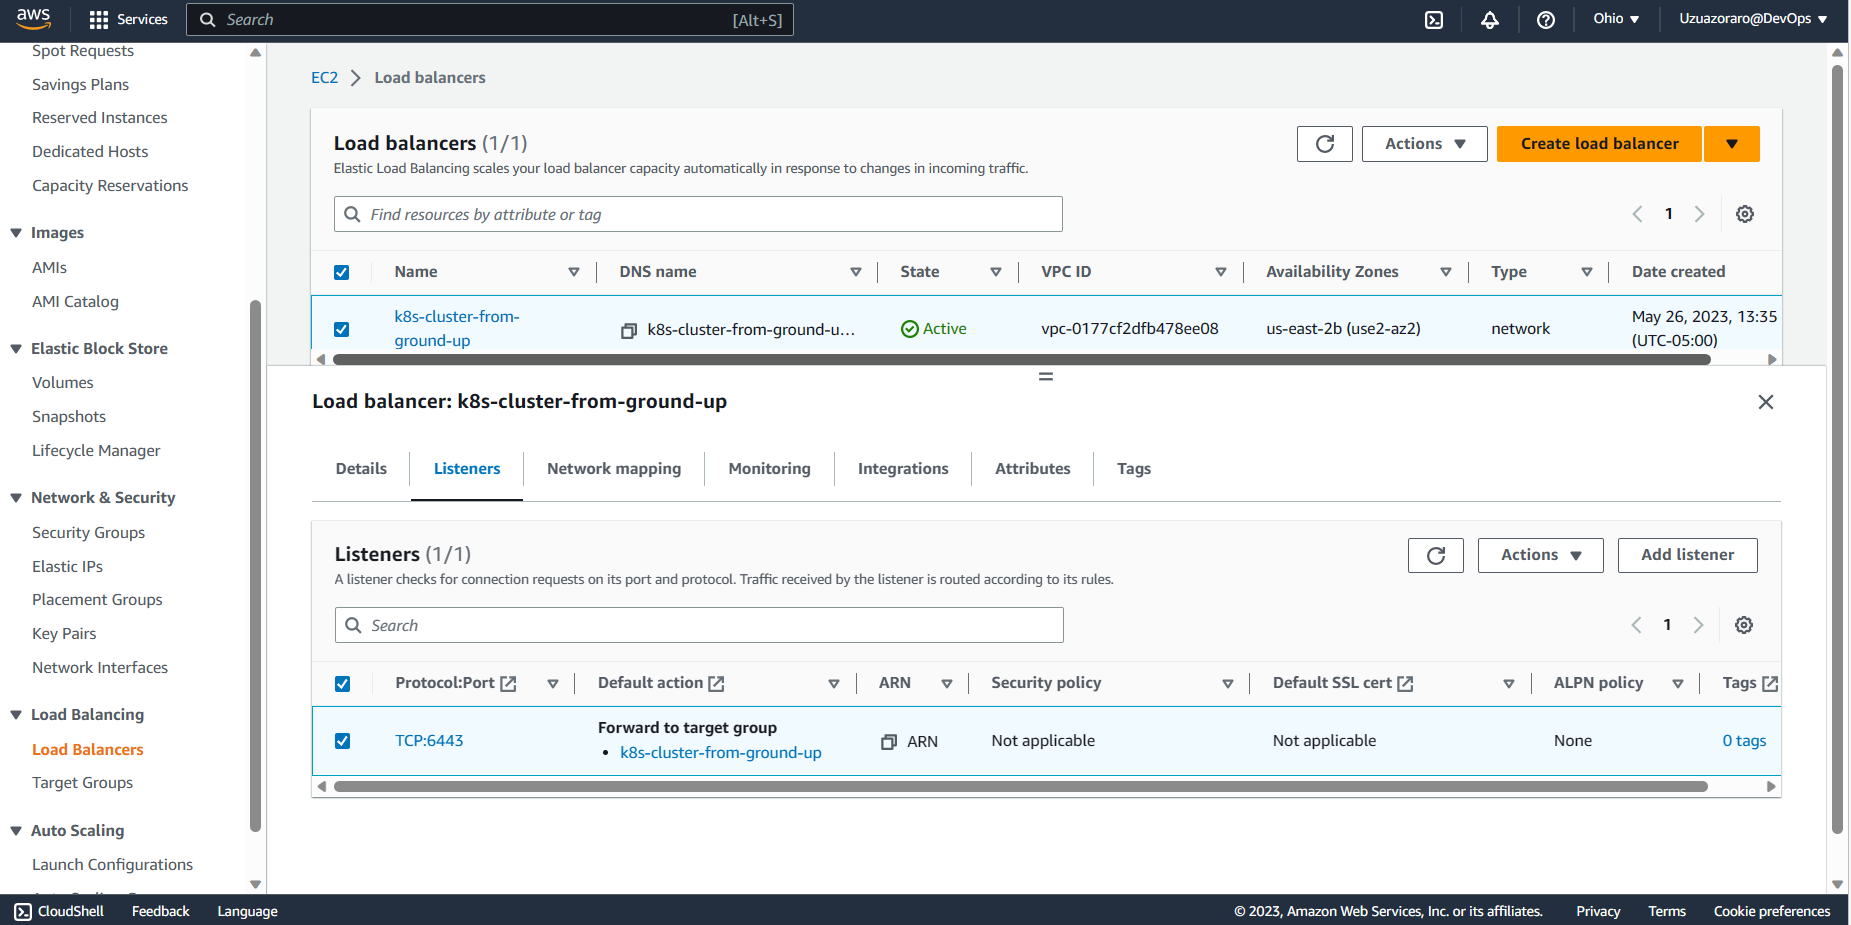 aws
Services
Search
[Alt+S]
Ohio ▼
Uzuazoraro@DevOps ▼
Spot Requests
Savings Plans
Reserved Instances
Dedicated Hosts
Capacity Reservations
Images
AMIs
AMI Catalog
Elastic Block Store
Volumes
Snapshots
Lifecycle Manager
Network & Security
Security Groups
Elastic IPs
Placement Groups
Key Pairs
Network Interfaces
Load Balancing
Load Balancers
Target Groups
Auto Scaling
Launch Configurations
EC2 > Load balancers
Load balancers (1/1)
Elastic Load Balancing scales your load balancer capacity automatically in response to changes in incoming traffic.
Actions
Create load balancer
Find resources by attribute or tag
1
Name DNS name State VPC ID Availability Zones Type Date created
k8s-cluster-from-
ground-up
k8s-cluster-from-ground-u...
Active
vpc-0177cf2dfb478ee08
us-east-2b (use2-az2)
network
May 26, 2023, 13:35
(UTC-05:00)
Load balancer: k8s-cluster-from-ground-up
Details Listeners Network mapping Monitoring Integrations Attributes Tags
Listeners (1/1)
A listener checks for connection requests on its port and protocol. Traffic received by the listener is routed according to its rules.
Actions
Add listener
Search
1
Protocol:Port Default action ARN Security policy Default SSL cert ALPN policy Tags
TCP:6443
Forward to target group
• k8s-cluster-from-ground-up
ARN
Not applicable
Not applicable
None
0 tags
CloudShell Feedback Language
© 2023, Amazon Web Services, Inc. or its affiliates. Privacy Terms Cookie preferences